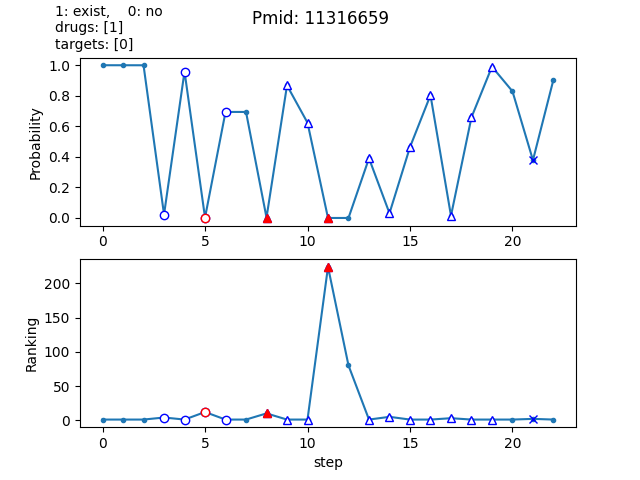 1: exist,    0: no
drugs: [1]
targets: [0]
Pmid: 11316659
Probability
1.0
0.8
0.6
0.4
0.2
0.0
0 5 10 15 20
Ranking
200
150
100
50
0
0 5 10 15 20
step